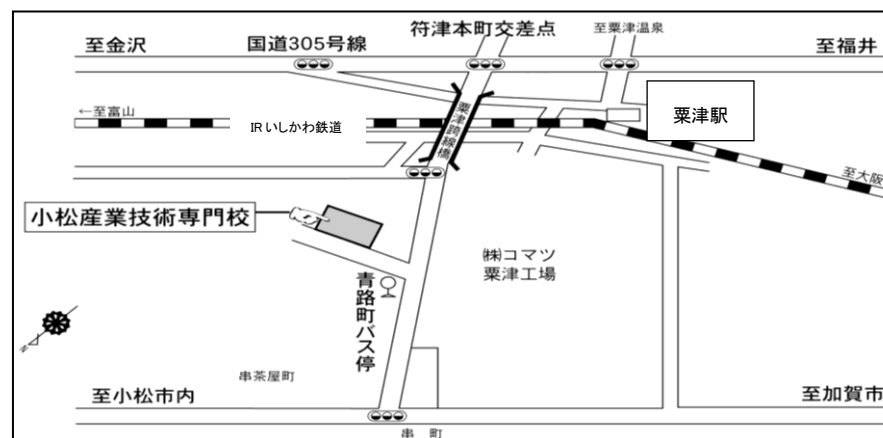 符津本町交差点
至粟津温泉
至金沢
国道305号線
至福井
←至富山
IRいしかわ鉄道
粟津跨線橋
粟津駅
至大阪
小松産業技術専門校
㈱コマツ
粟津工場
青路町バス停
N
串茶屋町
至小松市内
至加賀市
串 町